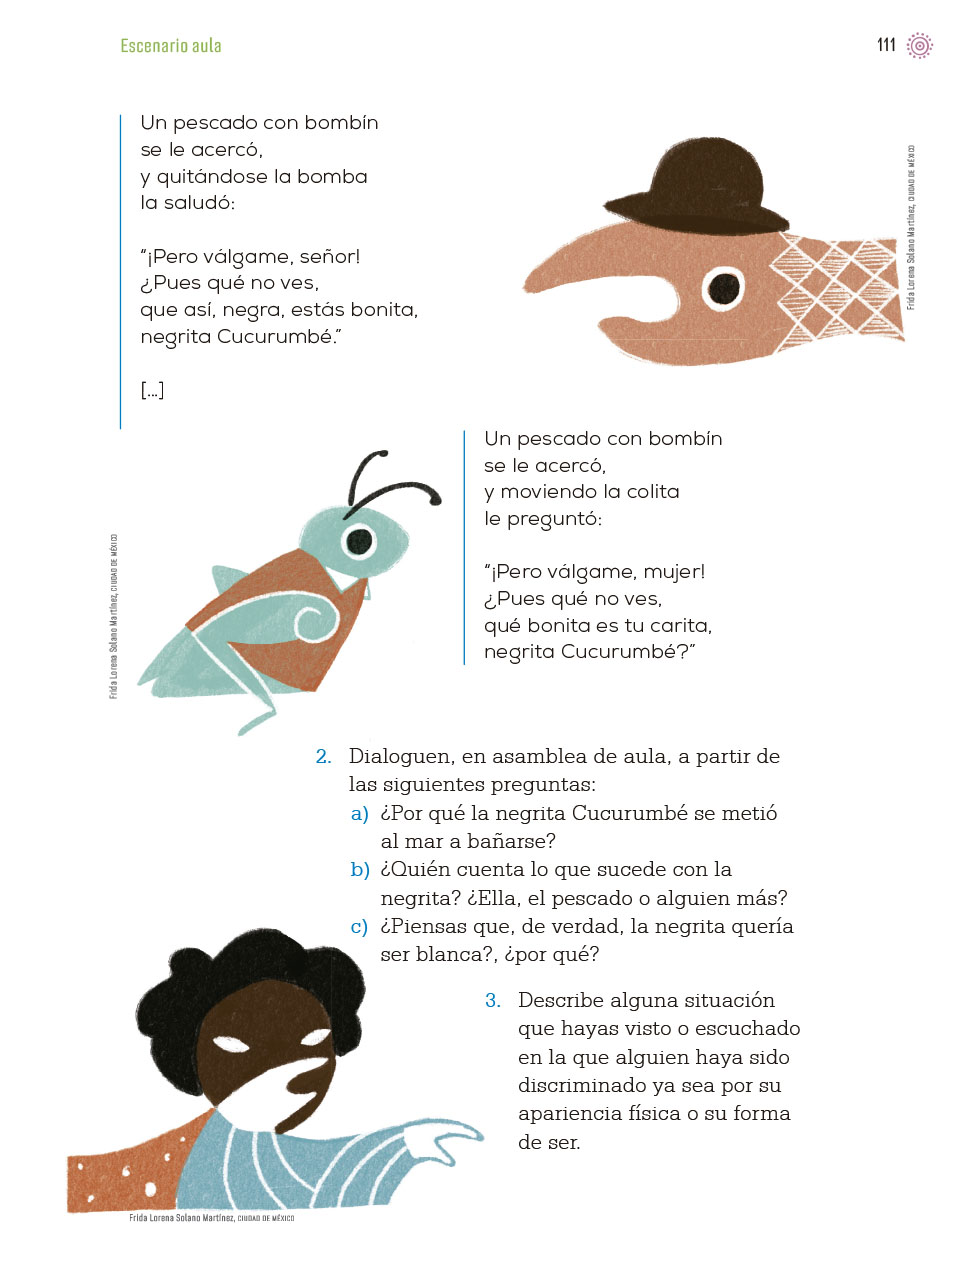 Escenario aula
111
Un pescado con bombín
se le acercó,
y quitándose la bomba
la saludó:
“¡Pero válgame, señor!
¿Pues qué no ves,
que así, negra, estás bonita,
negrita Cucurumbé.”
[...]
Frida Lorena Solano Martínez, CIUDAD DE MÉXICO
Un pescado con bombín
se le acercó,
y moviendo la colita
le preguntó:
“¡Pero válgame, mujer!
¿Pues qué no ves,
qué bonita es tu carita,
negrita Cucurumbé?”
Frida Lorena Solano Martínez, CIUDAD DE MÉXICO
2. Dialoguen, en asamblea de aula, a partir de
las siguientes preguntas:
a) ¿Por qué la negrita Cucurumbé se metió
al mar a bañarse?
b) ¿Quién cuenta lo que sucede con la
negrita? ¿Ella, el pescado o alguien más?
c) ¿Piensas que, de verdad, la negrita quería
ser blanca?, ¿por qué?
3. Describe alguna situación
que hayas visto o escuchado
en la que alguien haya sido
discriminado ya sea por su
apariencia física o su forma
de ser.
Frida Lorena Solano Martínez, CIUDAD DE MÉXICO